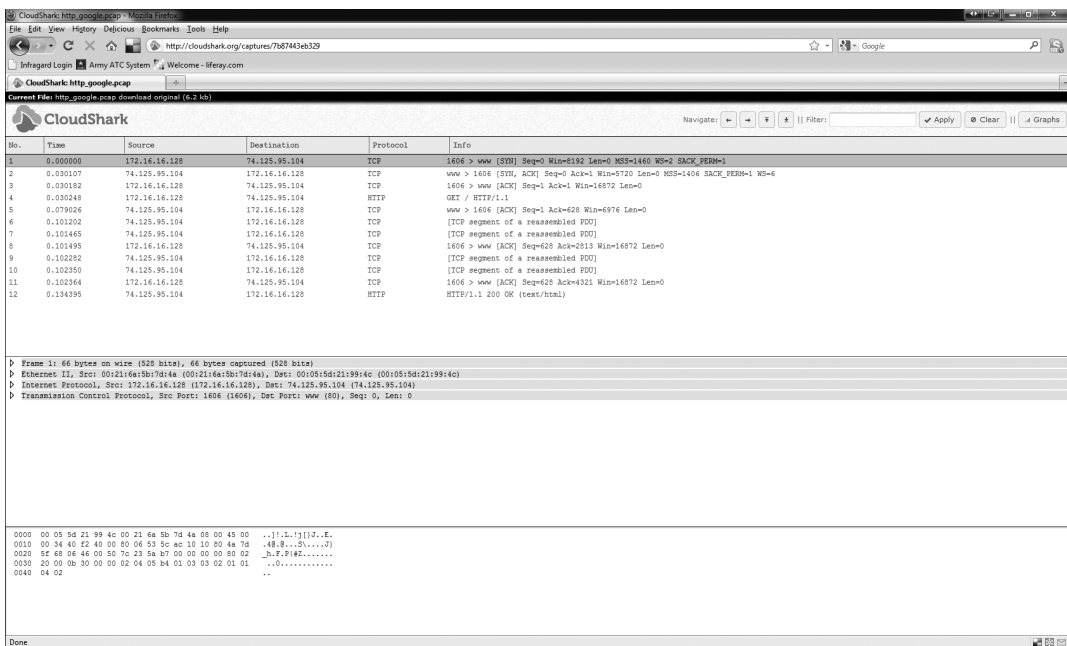 CloudShark: http_google.pcap - Mozilla Firefox
File Edit View History Delicious Bookmarks Tools Help
http://cloudshark.org/captures/7b87443eb329
Google
Infragard Login Army ATC System Welcome - liferay.com
CloudShark: http_google.pcap
Current File: http_google.pcap download original (6.2 kb)
CloudShark Navigate: || Filter: Apply Clear || Graphs
No. Time Source Destination Protocol Info
1 0.000000 172.16.16.128 74.125.95.104 TCP 1606 > www [SYN] Seq=0 Win=8192 Len=0 MSS=1460 WS=2 SACK_PERM=1
2 0.030107 74.125.95.104 172.16.16.128 TCP www > 1606 [SYN, ACK] Seq=0 Ack=1 Win=5720 Len=0 MSS=1406 SACK_PERM=1 WS=6
3 0.030182 172.16.16.128 74.125.95.104 TCP 1606 > www [ACK] Seq=1 Ack=1 Win=16872 Len=0
4 0.030248 172.16.16.128 74.125.95.104 HTTP GET / HTTP/1.1
5 0.079026 74.125.95.104 172.16.16.128 TCP www > 1606 [ACK] Seq=1 Ack=628 Win=6976 Len=0
6 0.101202 74.125.95.104 172.16.16.128 TCP [TCP segment of a reassembled PDU]
7 0.101465 74.125.95.104 172.16.16.128 TCP [TCP segment of a reassembled PDU]
8 0.101495 172.16.16.128 74.125.95.104 TCP 1606 > www [ACK] Seq=628 Ack=2813 Win=16872 Len=0
9 0.102282 74.125.95.104 172.16.16.128 TCP [TCP segment of a reassembled PDU]
10 0.102350 74.125.95.104 172.16.16.128 TCP [TCP segment of a reassembled PDU]
11 0.102364 172.16.16.128 74.125.95.104 TCP 1606 > www [ACK] Seq=628 Ack=4321 Win=16872 Len=0
12 0.134395 74.125.95.104 172.16.16.128 HTTP HTTP/1.1 200 OK (text/html)
Frame 1: 66 bytes on wire (528 bits), 66 bytes captured (528 bits)
Ethernet II, Src: 00:21:6a:5b:7d:4a (00:21:6a:5b:7d:4a), Dst: 00:05:5d:21:99:4c (00:05:5d:21:99:4c)
Internet Protocol, Src: 172.16.16.128 (172.16.16.128), Dst: 74.125.95.104 (74.125.95.104)
Transmission Control Protocol, Src Port: 1606 (1606), Dst Port: www (80), Seq: 0, Len: 0
0000 00 05 5d 21 99 4c 00 21 6a 5b 7d 4a 08 00 45 00 ..]!.L.!j[}J..E.
0010 00 34 40 f2 40 00 80 06 53 5c ac 10 10 80 4a 7d .4@.@...S\....J}
0020 5f 68 06 46 00 50 7c 23 5a b7 00 00 00 00 80 02 _h.F.P|#Z.......
0030 20 00 0b 30 00 00 02 04 05 b4 01 03 03 02 01 01 ..0............
0040 04 02 ..
Done